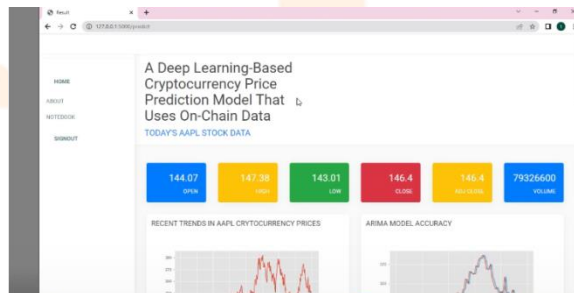 Result
127.0.0.1:5000/predict
HOME
ABOUT
NOTEBOOK
SIGNOUT
A Deep Learning-Based
Cryptocurrency Price
Prediction Model That
Uses On-Chain Data
TODAY'S AAPL STOCK DATA
144.07
OPEN
147.38
HIGH
143.01
LOW
146.4
CLOSE
146.4
ADJ CLOSE
79326600
VOLUME
RECENT TRENDS IN AAPL CRYTOCURRENCY PRICES
ARIMA MODEL ACCURACY